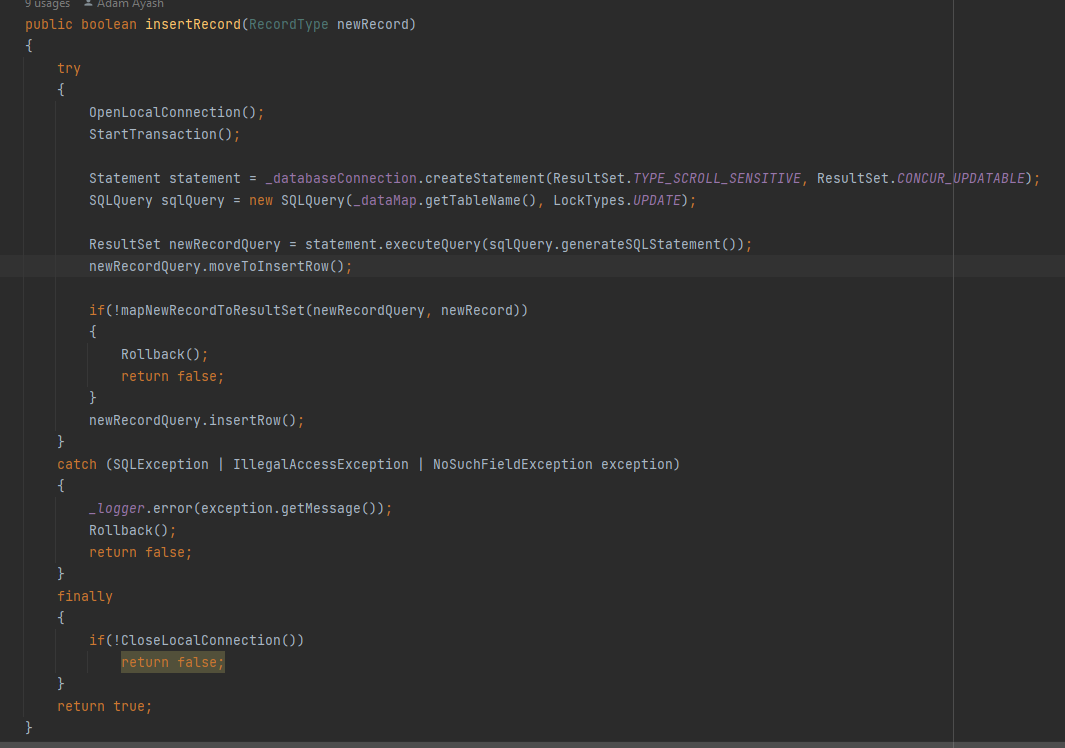 9 usages Adam Ayash
public boolean insertRecord(RecordType newRecord)
{
try
{
OpenLocalConnection();
StartTransaction();
Statement statement = _databaseConnection.createStatement(ResultSet.TYPE_SCROLL_SENSITIVE, ResultSet.CONCUR_UPDATABLE);
SQLQuery sqlQuery = new SQLQuery(_dataMap.getTableName(), LockTypes.UPDATE);
ResultSet newRecordQuery = statement.executeQuery(sqlQuery.generateSQLStatement());
newRecordQuery.moveToInsertRow();
if(!mapNewRecordToResultSet(newRecordQuery, newRecord))
{
Rollback();
return false;
}
newRecordQuery.insertRow();
}
catch (SQLException | IllegalAccessException | NoSuchFieldException exception)
{
_logger.error(exception.getMessage());
Rollback();
return false;
}
finally
{
if(!CloseLocalConnection())
return false;
}
return true;
}